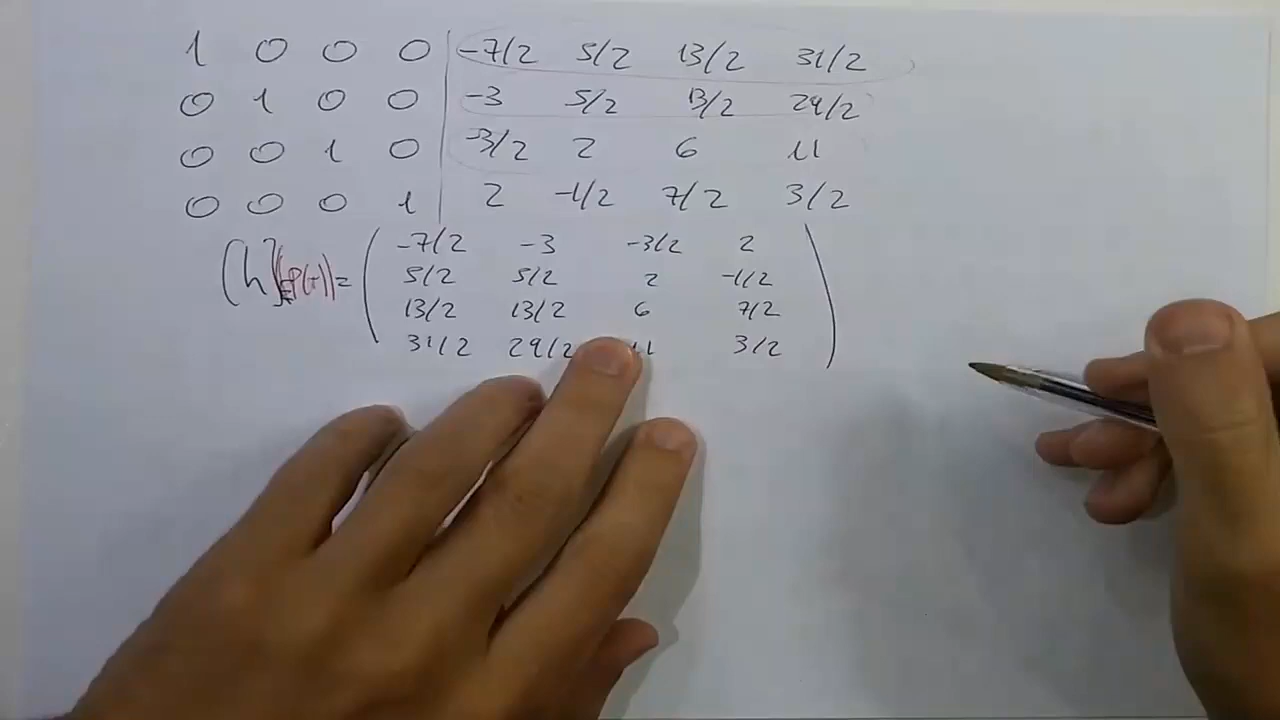 1 0 0 0 | -7/2 5/2 13/2 31/2
0 1 0 0 | -3 5/2 13/2 29/2
0 0 1 0 | -3/2 2 6 11
0 0 0 1 | 2 -1/2 7/2 3/2
-7/2 -3 -3/2 2
5/2 5/2 2 -1/2
[h] = 
13/2 13/2 6 7/2
31/2 29/2 11 3/2